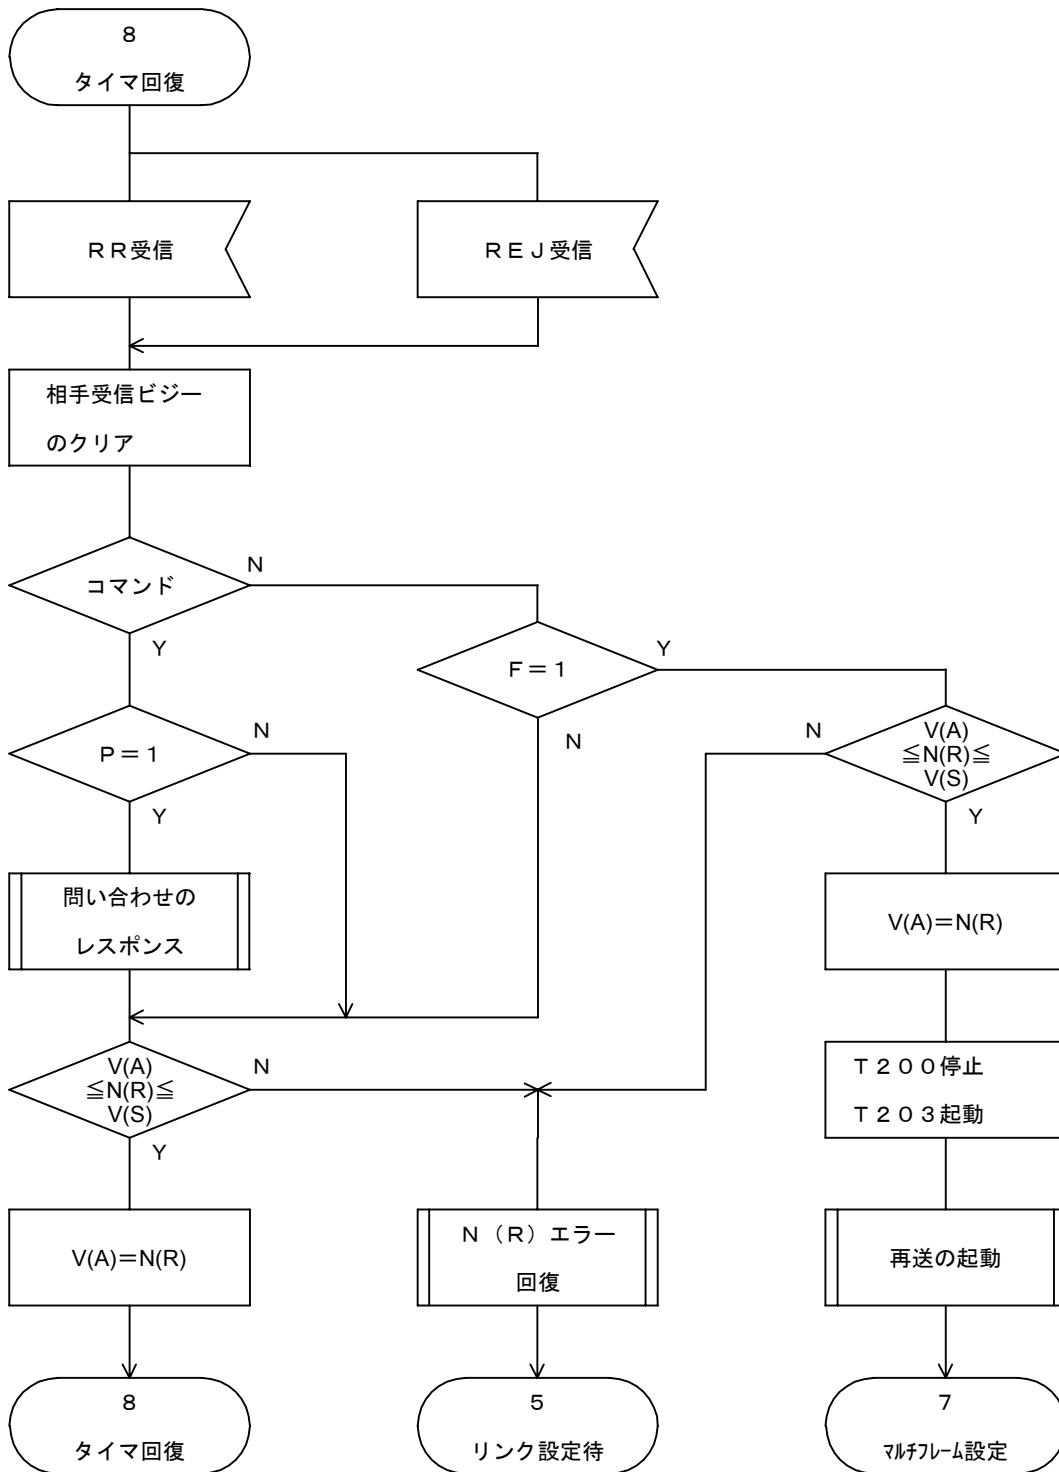 8
タイマ回復
ＲＲ受信
ＲＥＪ受信
相手受信ビジー
のクリア
コマンド
N
Y
F＝１
Y
N
P＝１
N
Y
V(A)
≦N(R)≦
V(S)
N
Y
問い合わせの
レスポンス
V(A)＝N(R)
V(A)
≦N(R)≦
V(S)
N
Y
Ｔ２００停止
Ｔ２０３起動
V(A)＝N(R)
Ｎ（Ｒ）エラー
回復
再送の起動
8
タイマ回復
5
リンク設定待
7
ﾏﾙﾁﾌﾚｰﾑ設定